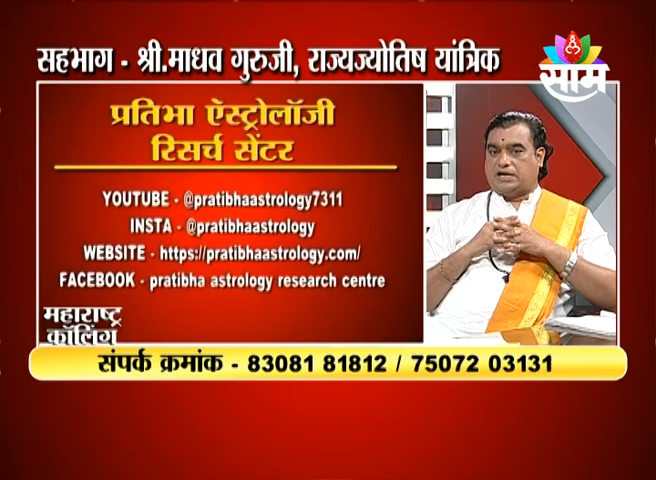 सहभाग - श्री.माधव गुरुजी, राज्यज्योतिष यांत्रिक
साम
प्रतिभा ऍस्ट्रोलॉजी
रिसर्च सेंटर
YOUTUBE - @pratibhaastrology7311
INSTA - @pratibhaastrology
WEBSITE - https://pratibhaastrology.com/
FACEBOOK - pratibha astrology research centre
महाराष्ट्र
कॉलिंग
संपर्क क्रमांक - 83081 81812 / 75072 03131